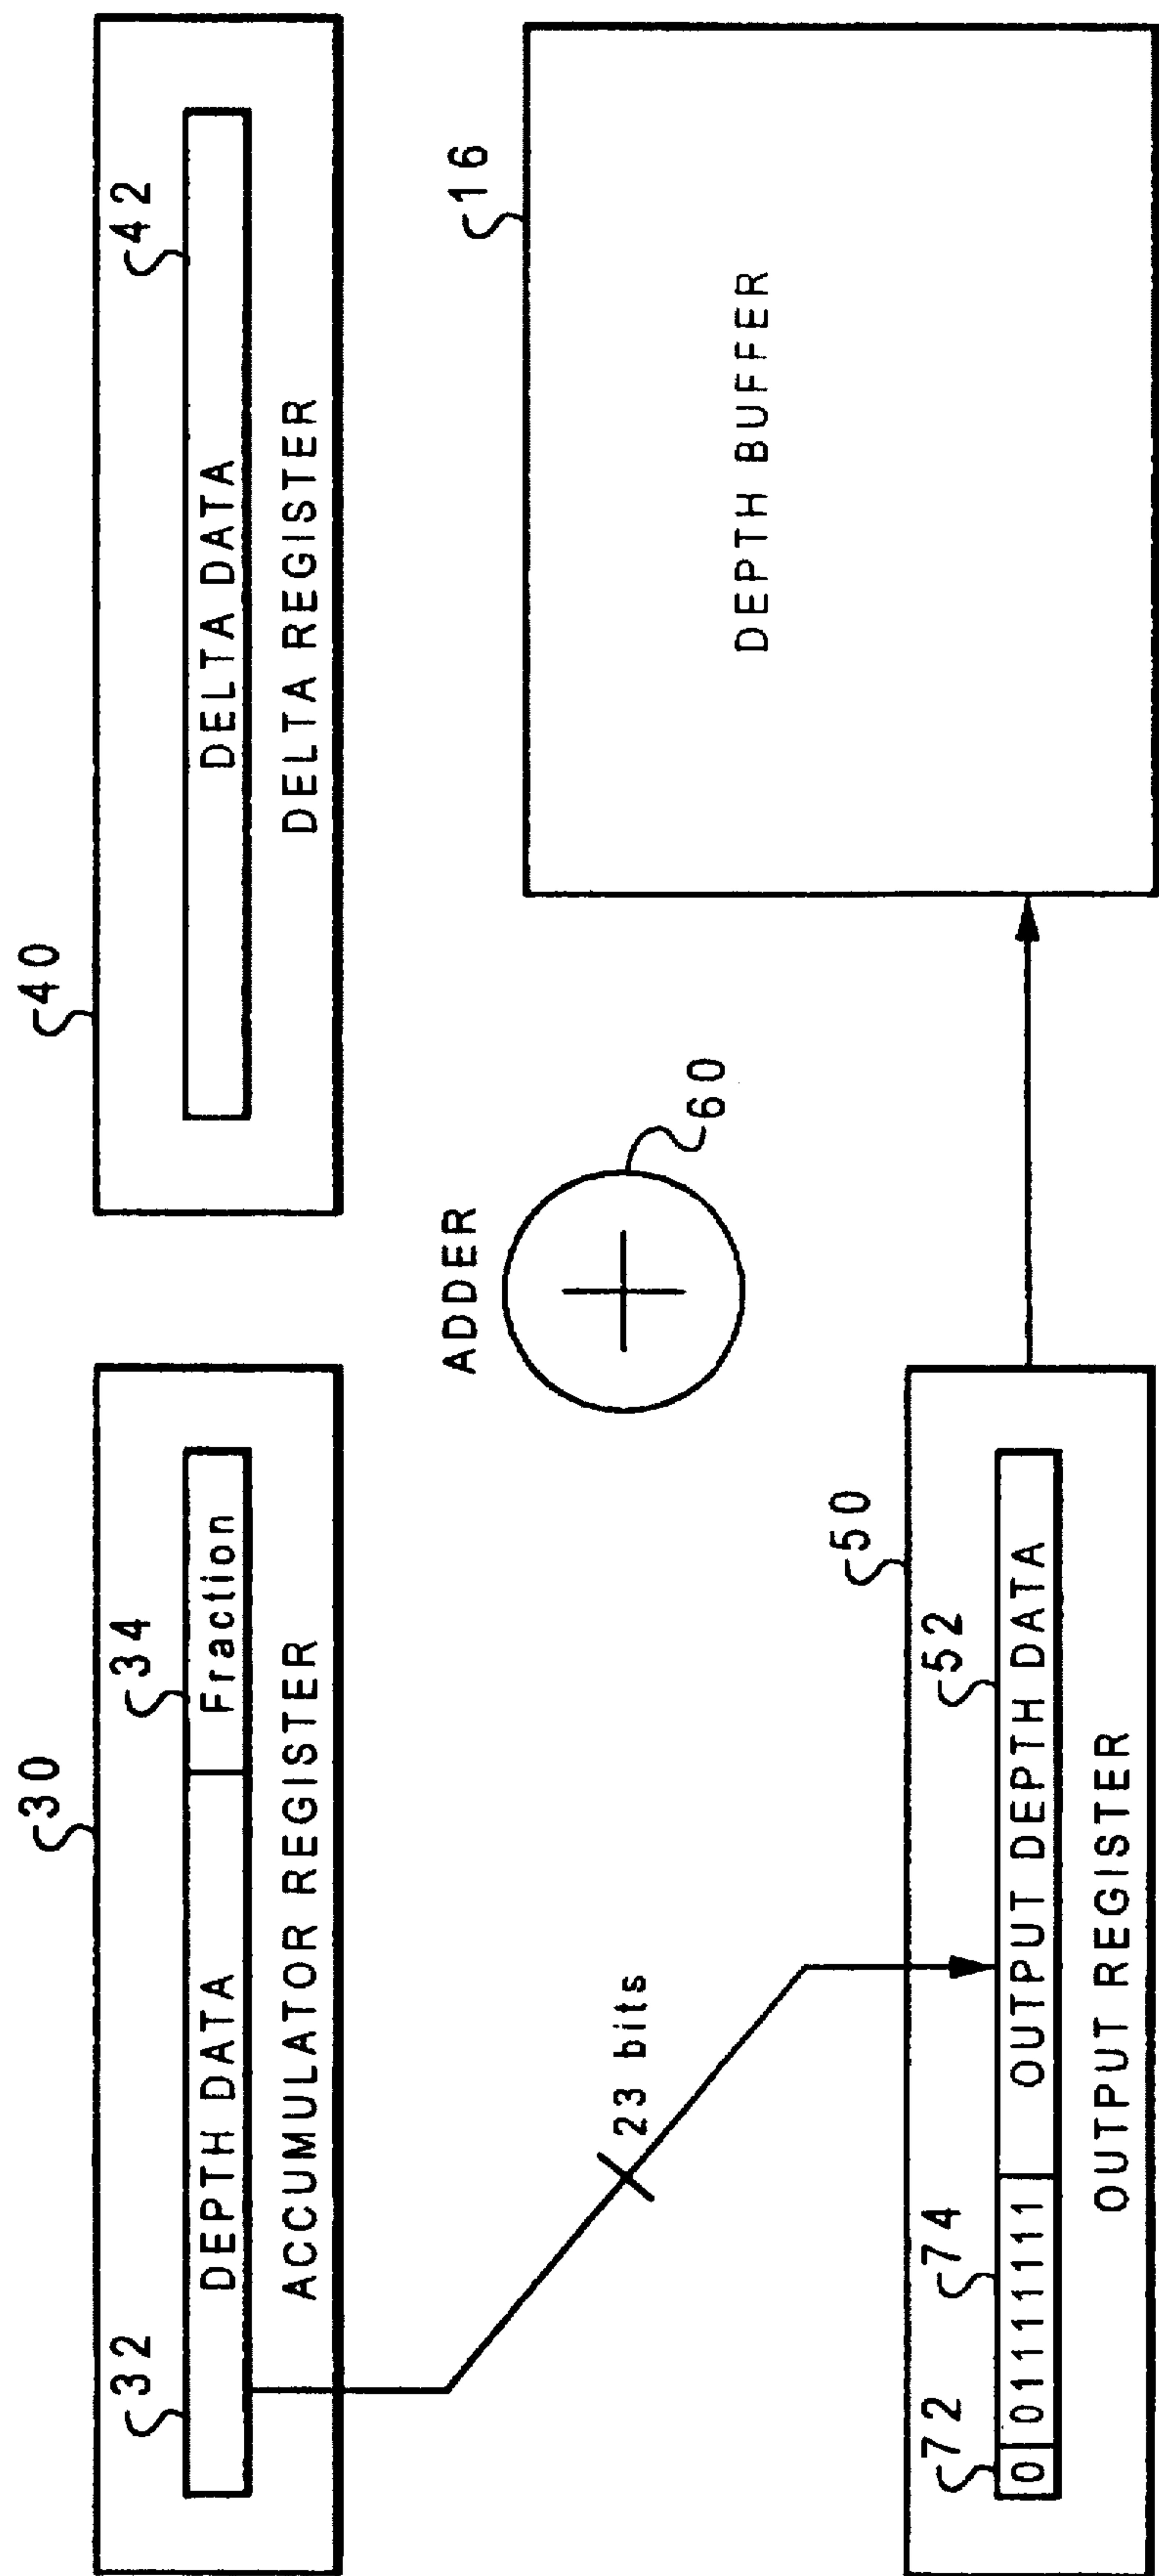 30
40
32
34
42
DEPTH DATA
Fraction
DELTA DATA
ACCUMULATOR REGISTER
DELTA REGISTER
ADDER
16
23 bits
60
DEPTH BUFFER
50
72
74
52
0
01111111
OUTPUT DEPTH DATA
OUTPUT REGISTER